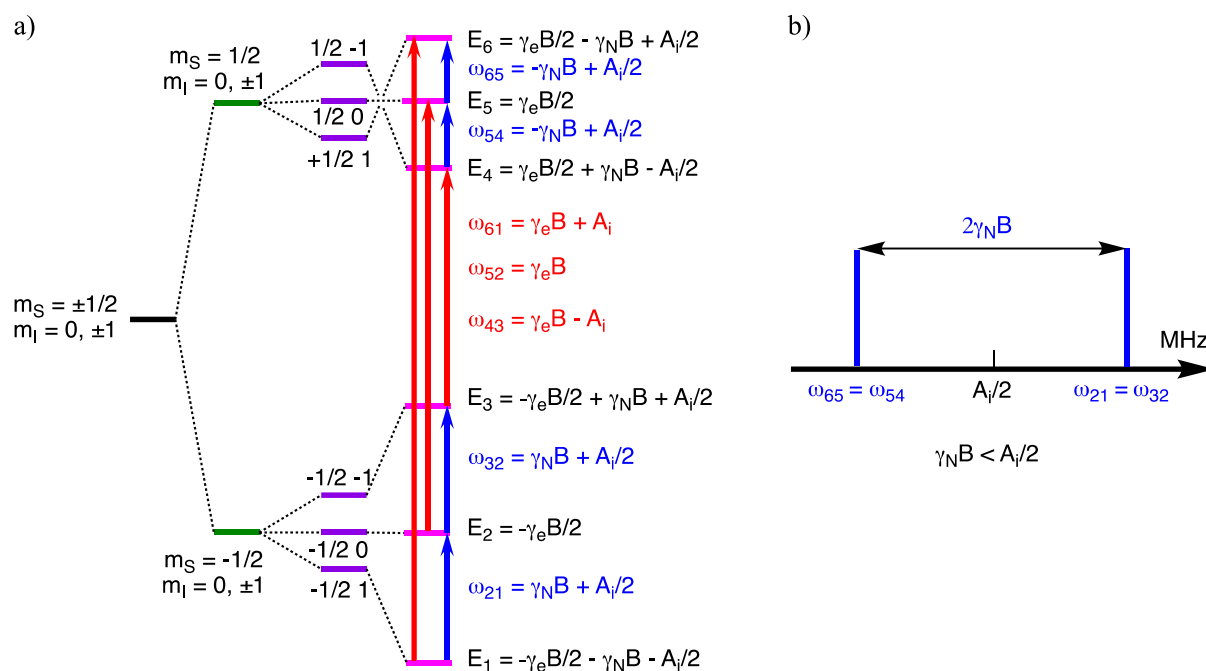 a)
b)
m_S = 1/2
m_I = 0, ±1
1/2 -1
1/2 0
+1/2 1
E_6 = γ_eB/2 - γ_NB + A_i/2
ω_65 = -γ_NB + A_i/2
E_5 = γ_eB/2
ω_54 = -γ_NB + A_i/2
E_4 = γ_eB/2 + γ_NB - A_i/2
ω_61 = γ_eB + A_i
ω_52 = γ_eB
ω_43 = γ_eB - A_i
m_S = ±1/2
m_I = 0, ±1
E_3 = -γ_eB/2 + γ_NB + A_i/2
ω_32 = γ_NB + A_i/2
-1/2 -1
E_2 = -γ_eB/2
-1/2 0
m_S = -1/2
m_I = 0, ±1
-1/2 1
ω_21 = γ_NB + A_i/2
E_1 = -γ_eB/2 - γ_NB - A_i/2
2γ_NB
MHz
ω_65 = ω_54
A_i/2
ω_21 = ω_32
γ_NB < A_i/2